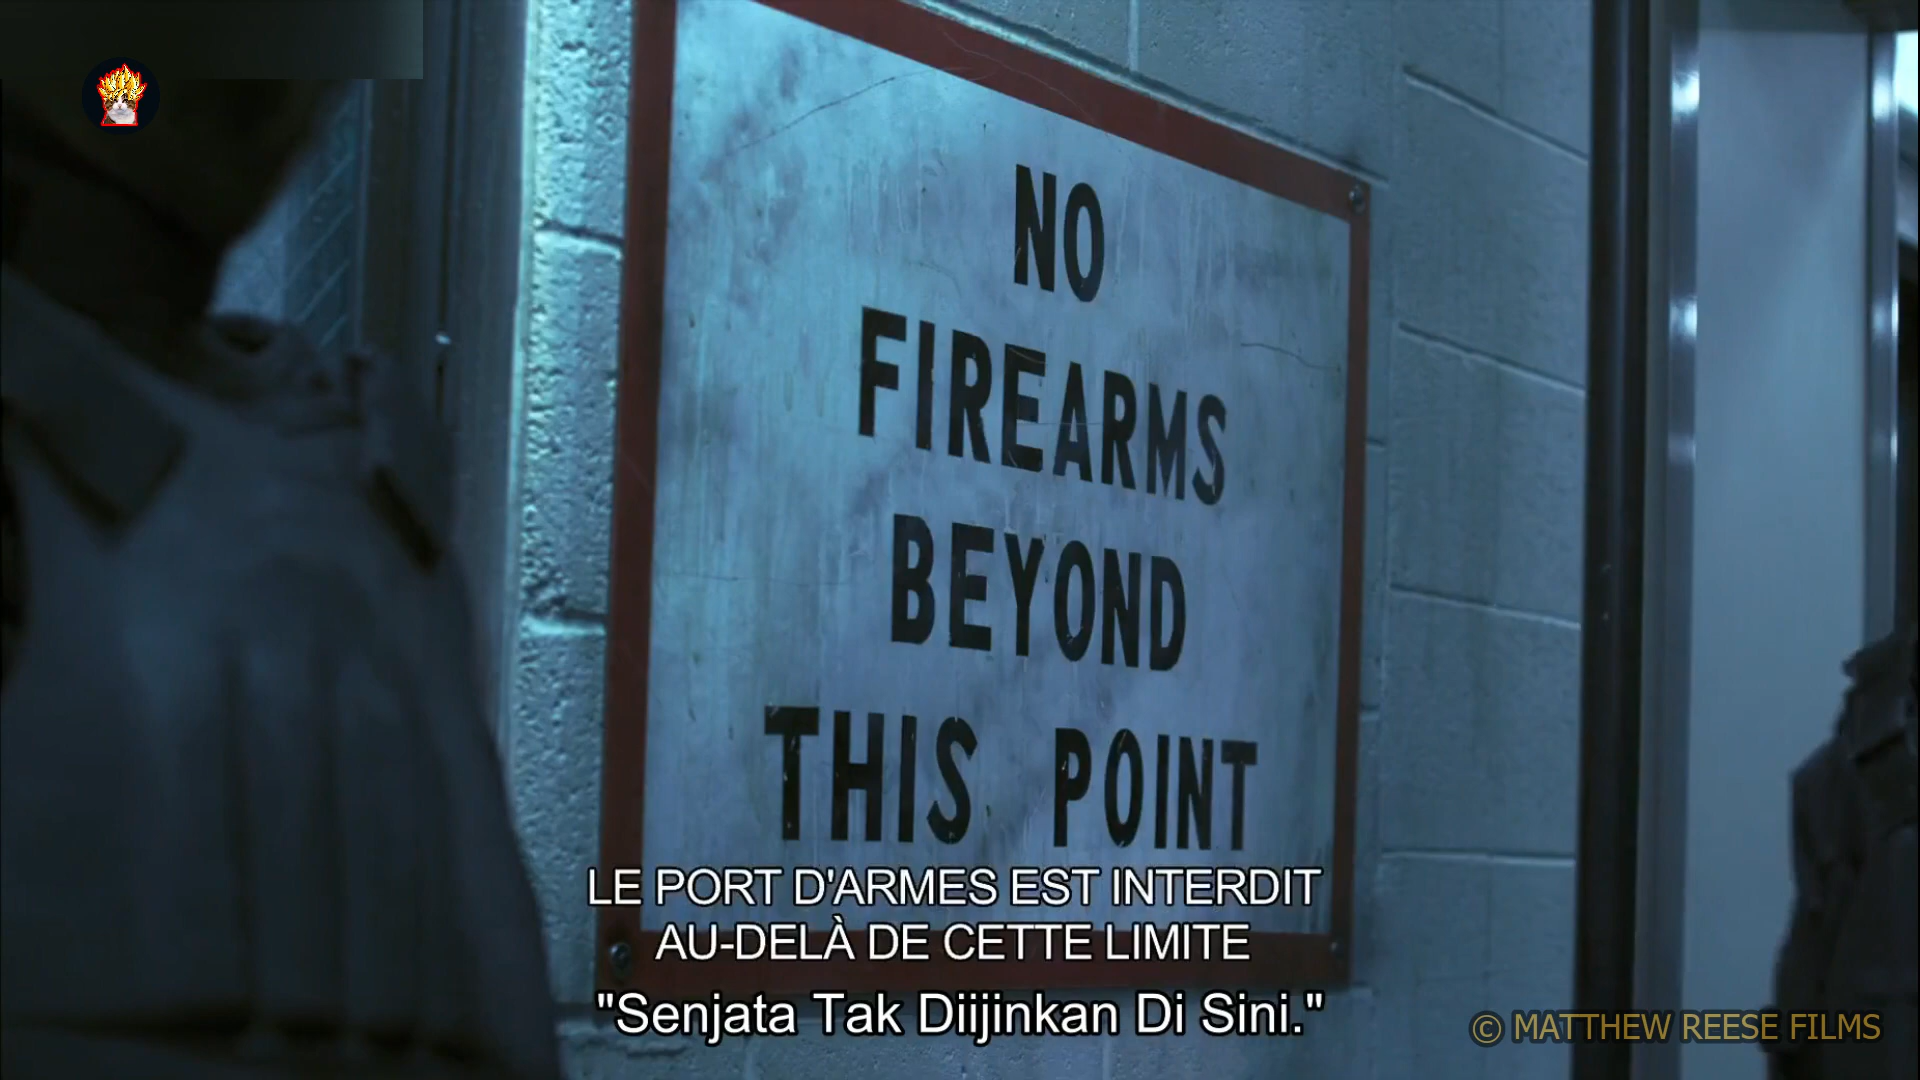 NO
FIREARMS
BEYOND
THIS POINT
LE PORT D'ARMES EST INTERDIT
AU-DELÀ DE CETTE LIMITE
"Senjata Tak Diijinkan Di Sini."
© MATTHEW REESE FILMS